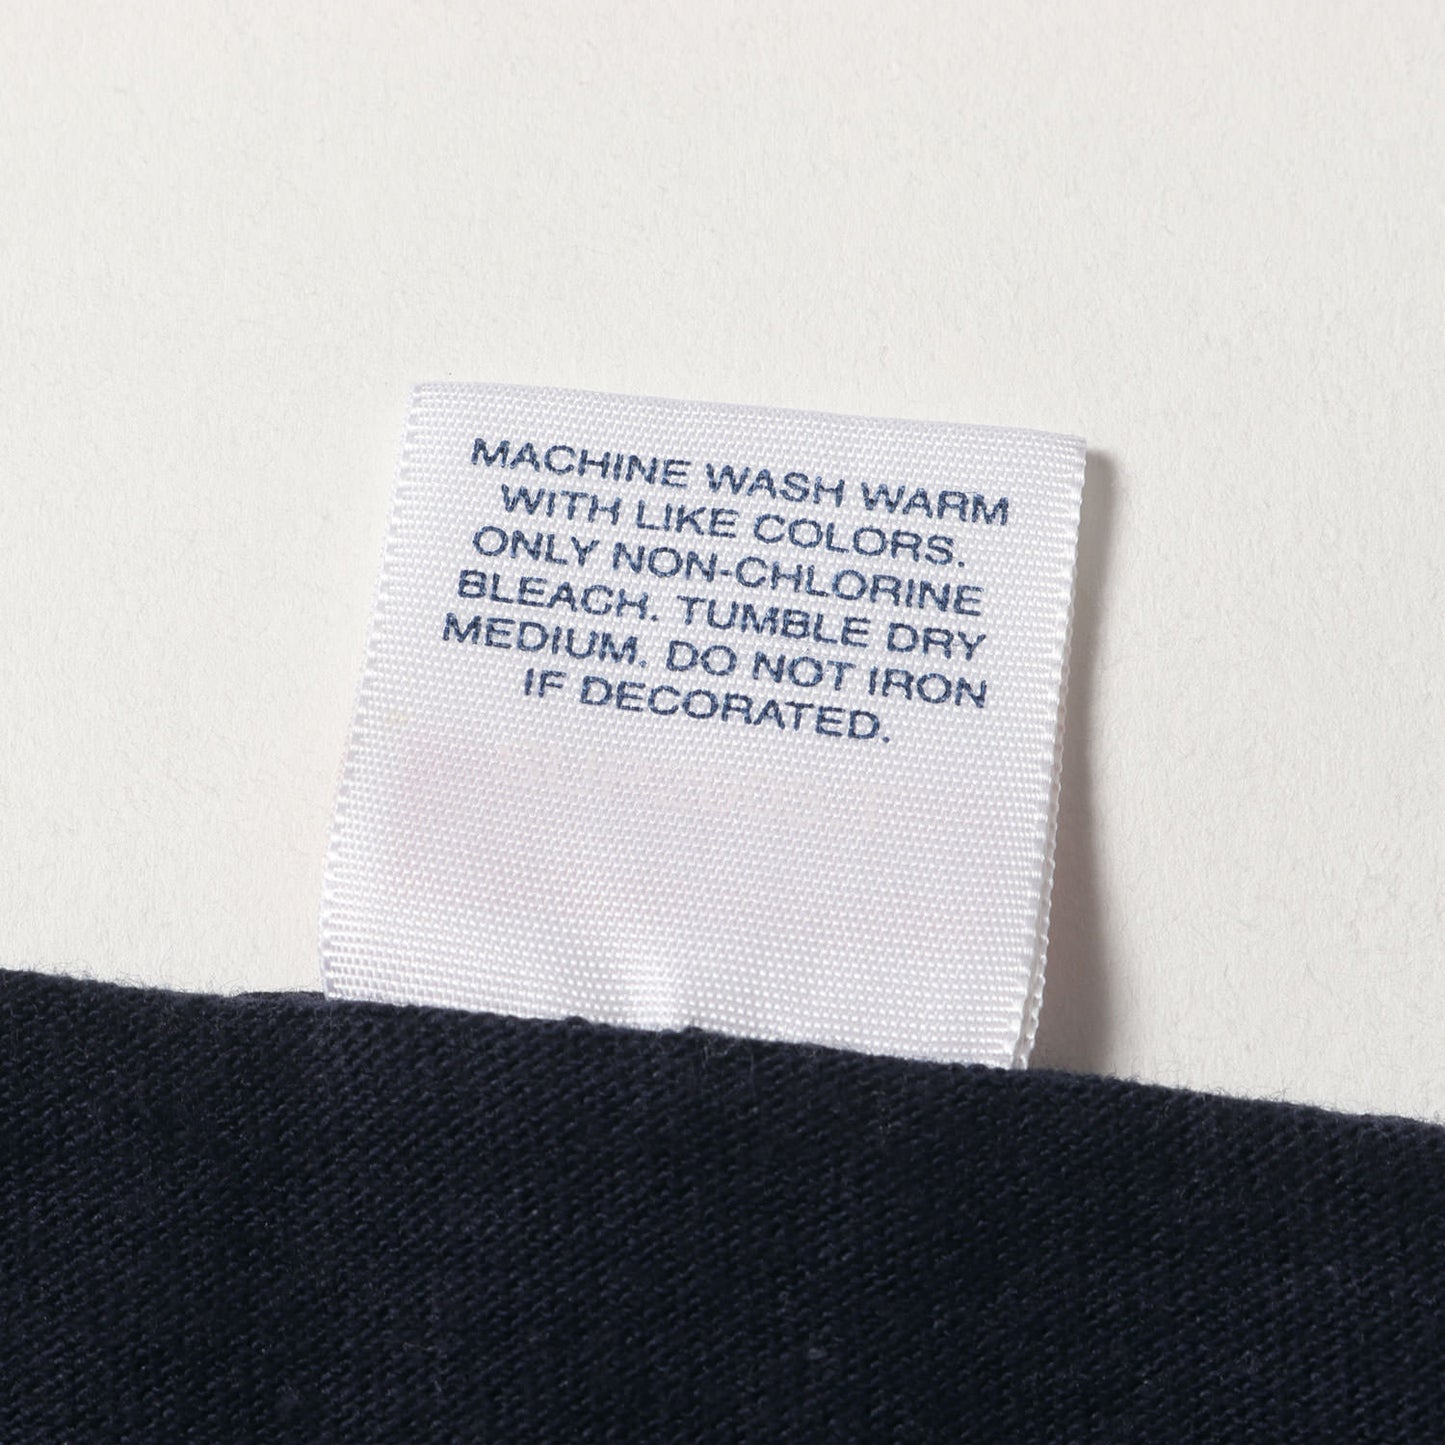 MACHINE WASH WARM
WITH LIKE COLORS.
ONLY NON-CHLORINE
BLEACH. TUMBLE DRY
MEDIUM. DO NOT IRON
IF DECORATED.